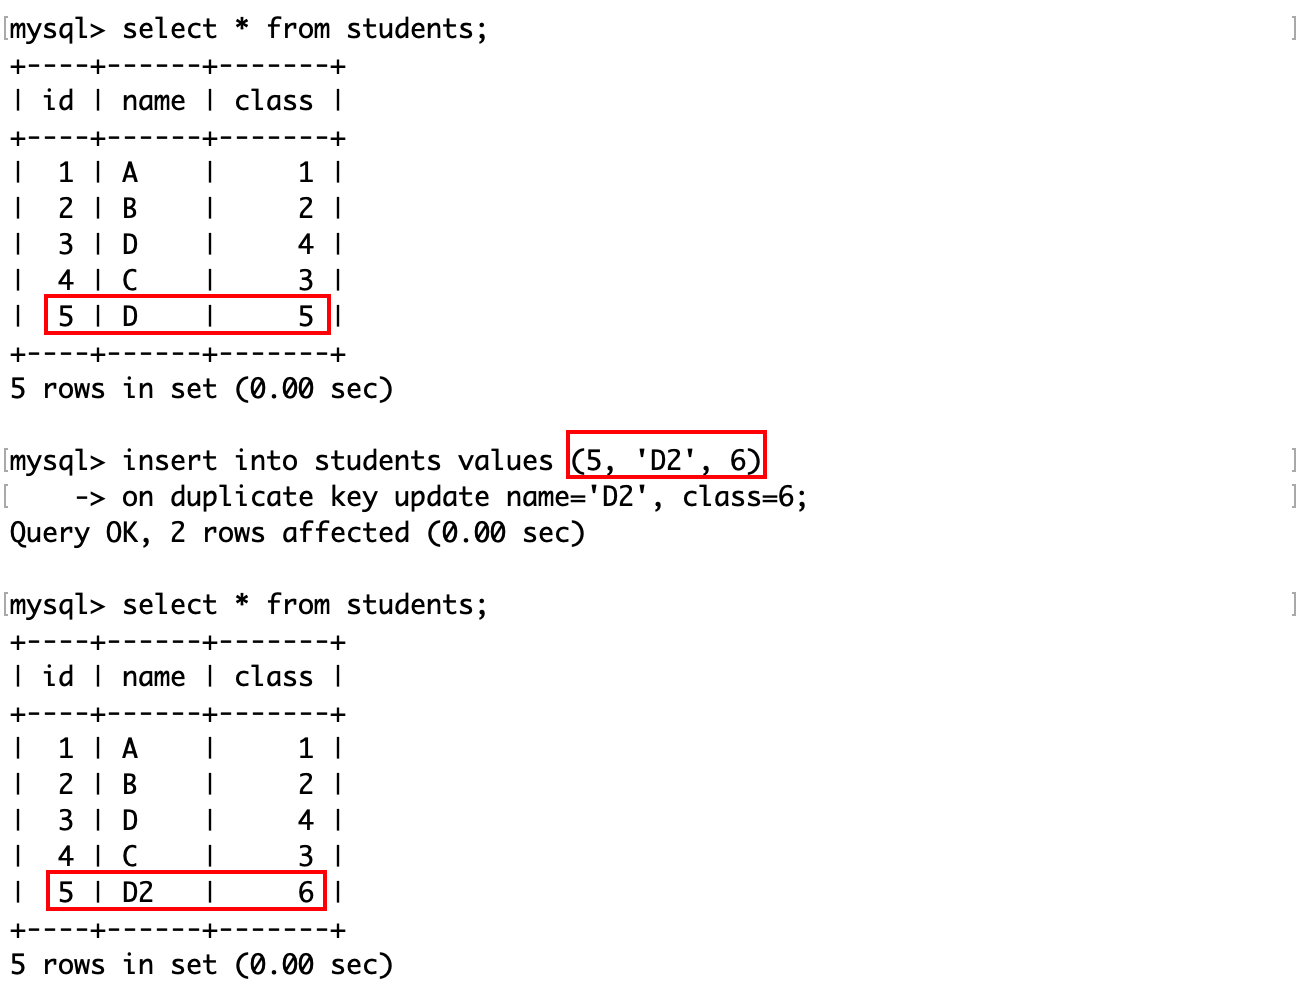 mysql> select * from students;
+----+------+-------+
| id | name | class |
+----+------+-------+
|  1 | A    |     1 |
|  2 | B    |     2 |
|  3 | D    |     4 |
|  4 | C    |     3 |
|  5 | D    |     5 |
+----+------+-------+
5 rows in set (0.00 sec)
mysql> insert into students values (5, 'D2', 6)
    -> on duplicate key update name='D2', class=6;
Query OK, 2 rows affected (0.00 sec)
mysql> select * from students;
+----+------+-------+
| id | name | class |
+----+------+-------+
|  1 | A    |     1 |
|  2 | B    |     2 |
|  3 | D    |     4 |
|  4 | C    |     3 |
|  5 | D2   |     6 |
+----+------+-------+
5 rows in set (0.00 sec)